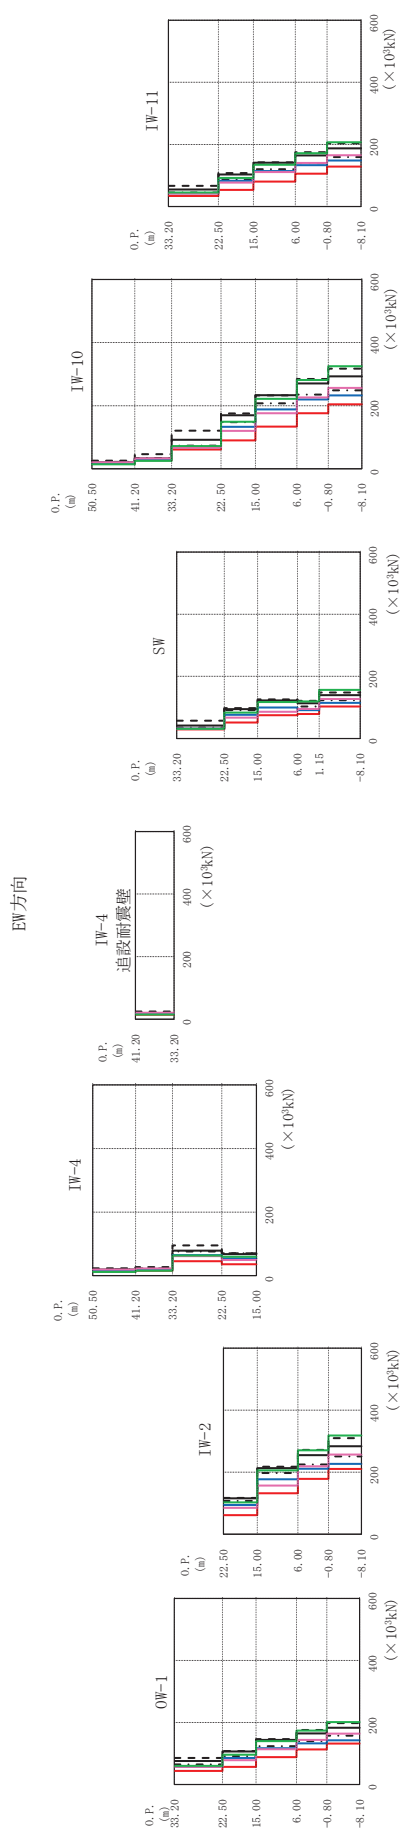 EW方向
OW-1
O.P.
(m)
33.20
22.50
15.00
6.00
-0.80
-8.10
0
200
400
600
(×10³kN)
IW-2
O.P.
(m)
22.50
15.00
6.00
-0.80
-8.10
0
200
400
600
(×10³kN)
IW-4
O.P.
(m)
50.50
41.20
33.20
22.50
15.00
0
200
400
600
(×10³kN)
IW-4
追設耐震壁
O.P.
(m)
41.20
33.20
0
200
400
600
(×10³kN)
SW
O.P.
(m)
33.20
22.50
15.00
6.00
1.15
-8.10
0
200
400
600
(×10³kN)
IW-10
O.P.
(m)
50.50
41.20
33.20
22.50
15.00
6.00
-0.80
-8.10
0
200
400
600
(×10³kN)
IW-11
O.P.
(m)
33.20
22.50
15.00
6.00
-0.80
-8.10
0
200
400
600
(×10³kN)